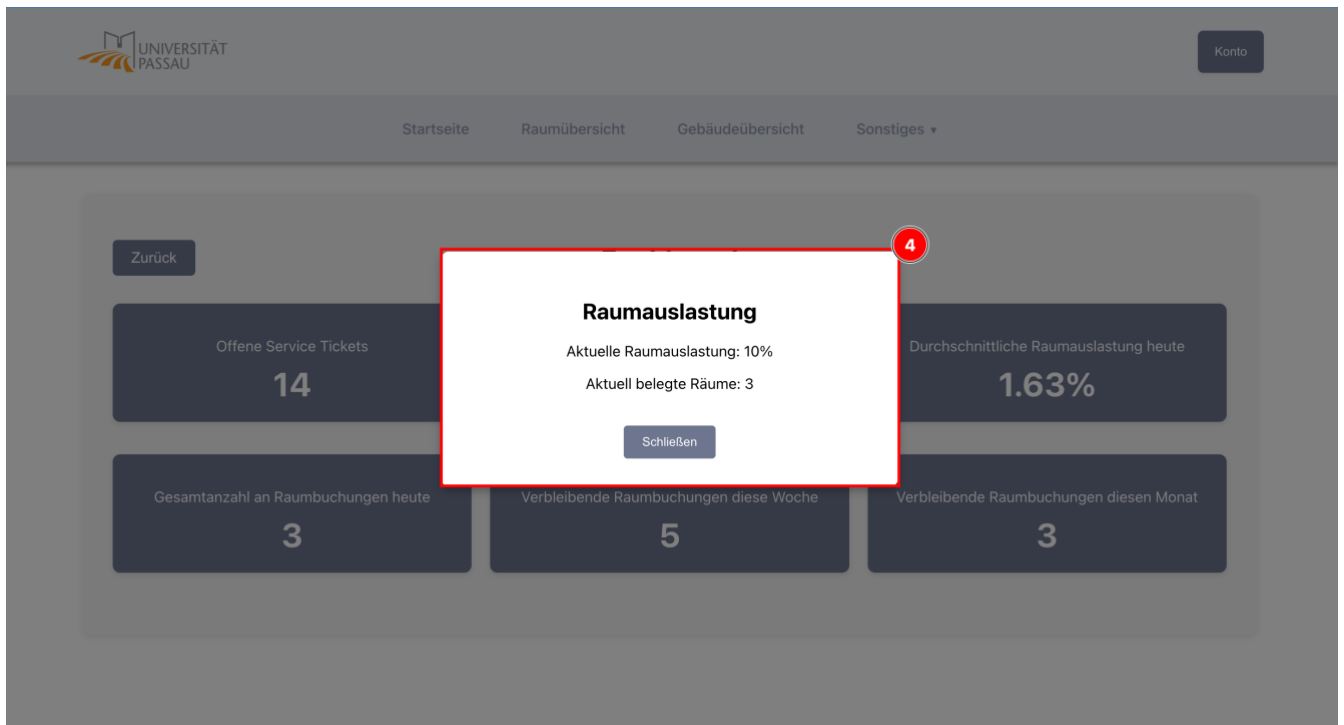 UNIVERSITÄT
PASSAU
Konto
Startseite Raumübersicht Gebäudeübersicht Sonstiges ▾
Zurück
4
Raumauslastung
Aktuelle Raumauslastung: 10%
Aktuell belegte Räume: 3
Schließen
Offene Service Tickets
14
Durchschnittliche Raumauslastung heute
1.63%
Gesamtanzahl an Raumbuchungen heute
3
Verbleibende Raumbuchungen diese Woche
5
Verbleibende Raumbuchungen diesen Monat
3